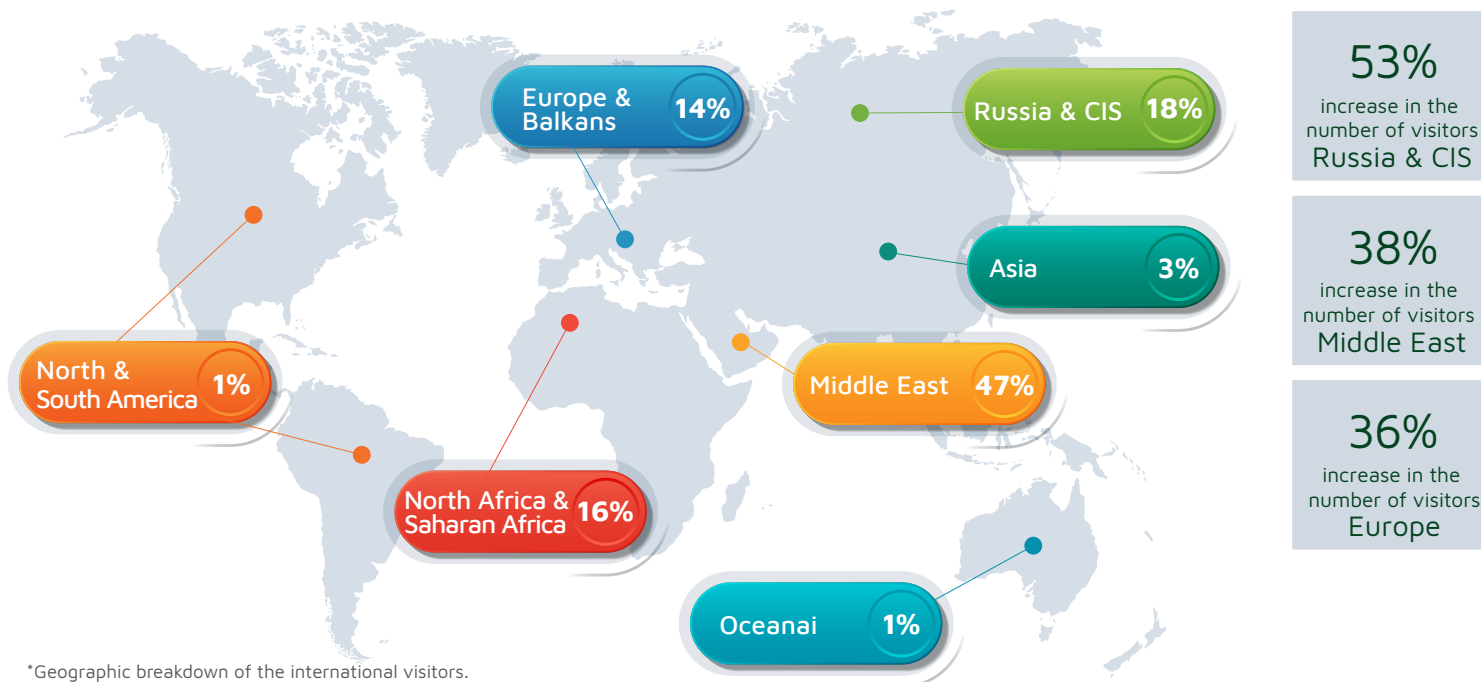 Europe &
Balkans
14%
Russia & CIS
18%
Asia
3%
North &
South America
1%
Middle East
47%
North Africa &
Saharan Africa
16%
Oceanai
1%
*Geographic breakdown of the international visitors.
53%
increase in the
number of visitors
Russia & CIS
38%
increase in the
number of visitors
Middle East
36%
increase in the
number of visitors
Europe